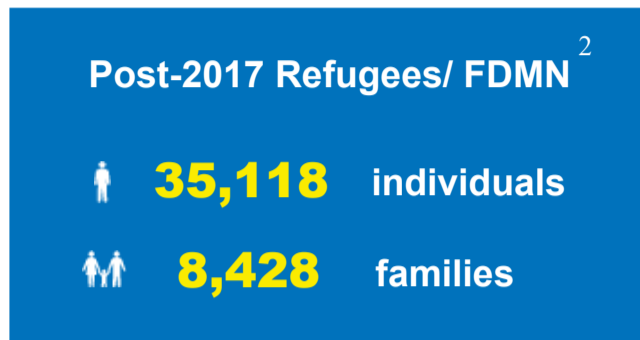 Post-2017 Refugees/ FDMN 2
35,118 individuals
8,428 families